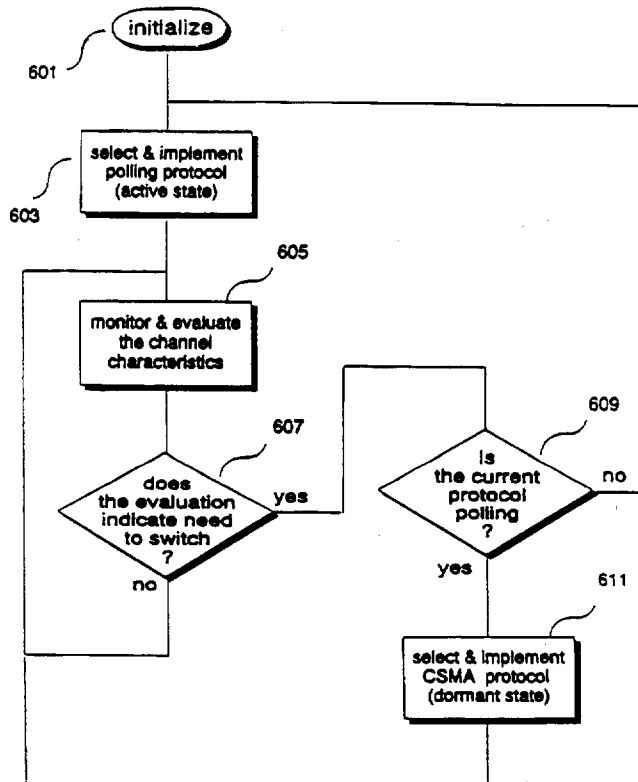 initialize
601
select & implement
polling protocol
(active state)
603
605
monitor & evaluate
the channel
characteristics
607
does
the evaluation
indicate need
to switch
?
yes
no
609
Is
the current
protocol
polling
?
no
yes
611
select & implement
CSMA protocol
(dormant state)